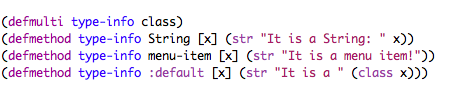 (defmulti type-info class)
(defmethod type-info String [x] (str "It is a String: " x))
(defmethod type-info menu-item [x] (str "It is a menu item!"))
(defmethod type-info :default [x] (str "It is a " (class x)))